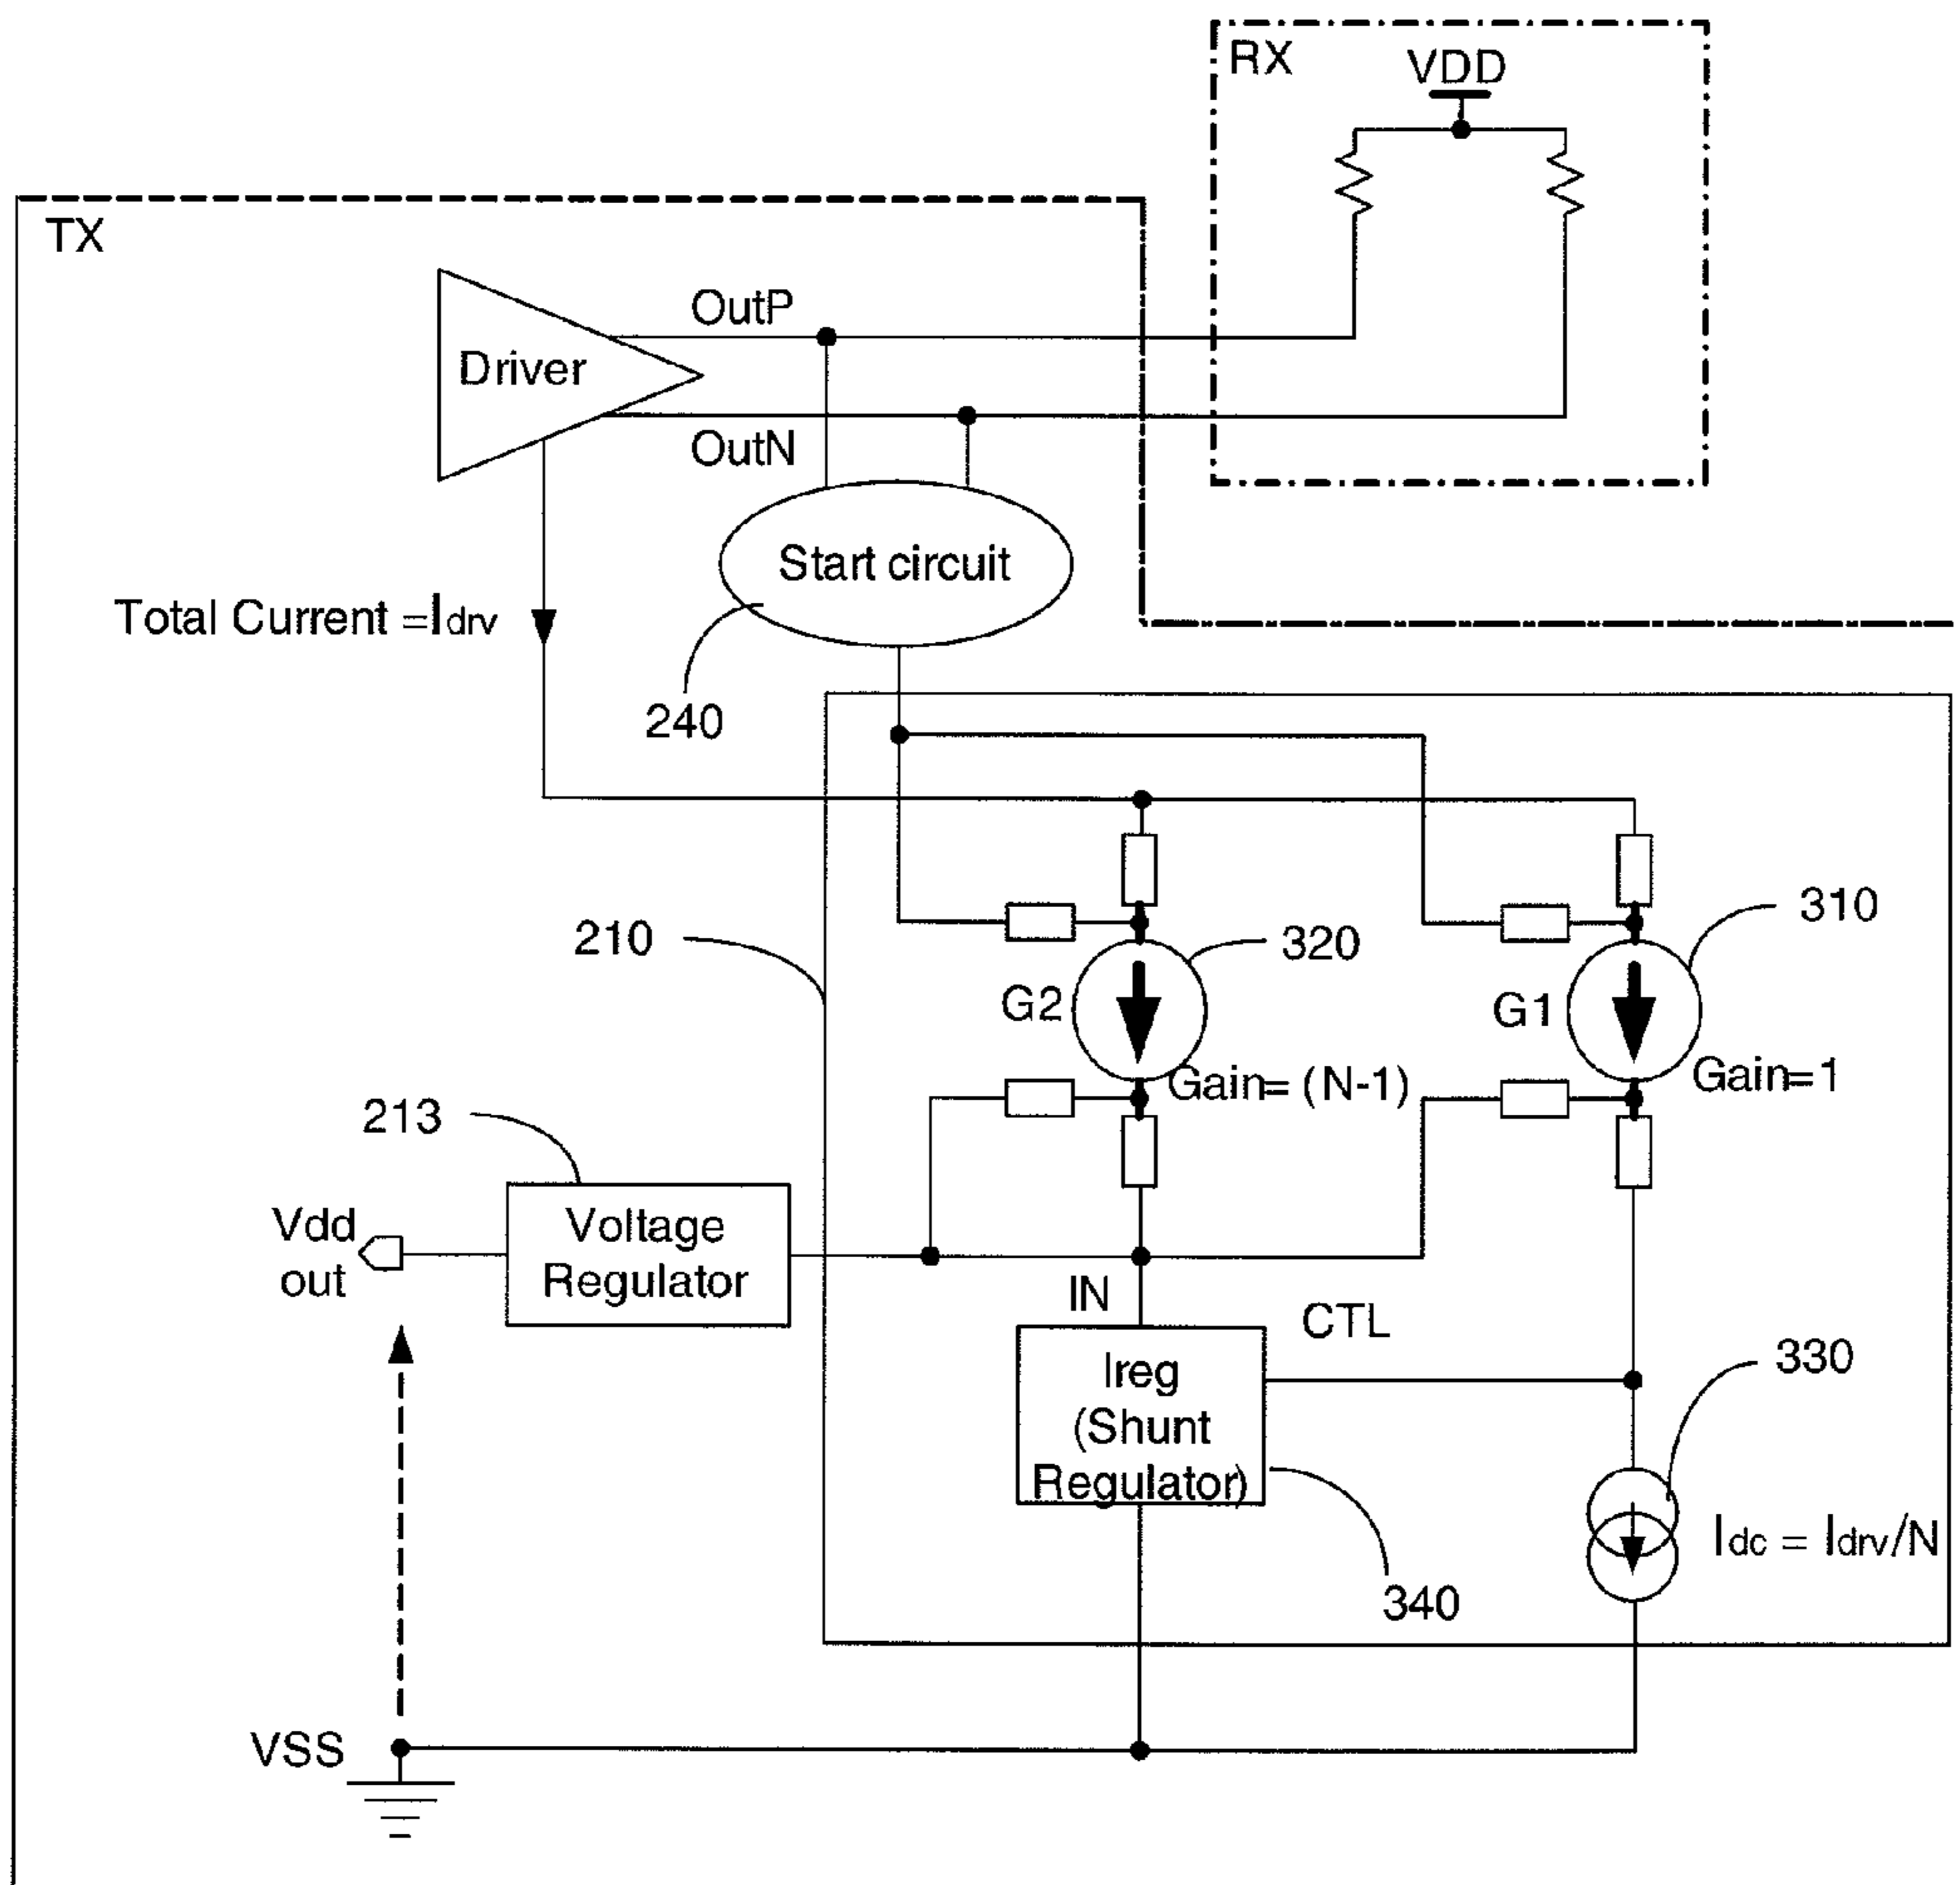 RX
VDD
TX
OutP
Driver
OutN
Start circuit
Total Current =Idrv
240
310
210
320
G2
G1
Gain= (N-1)
Gain=1
213
Vdd
out
Voltage
Regulator
IN
CTL
Ireg
(Shunt
Regulator)
330
Idc = Idrv/N
340
VSS